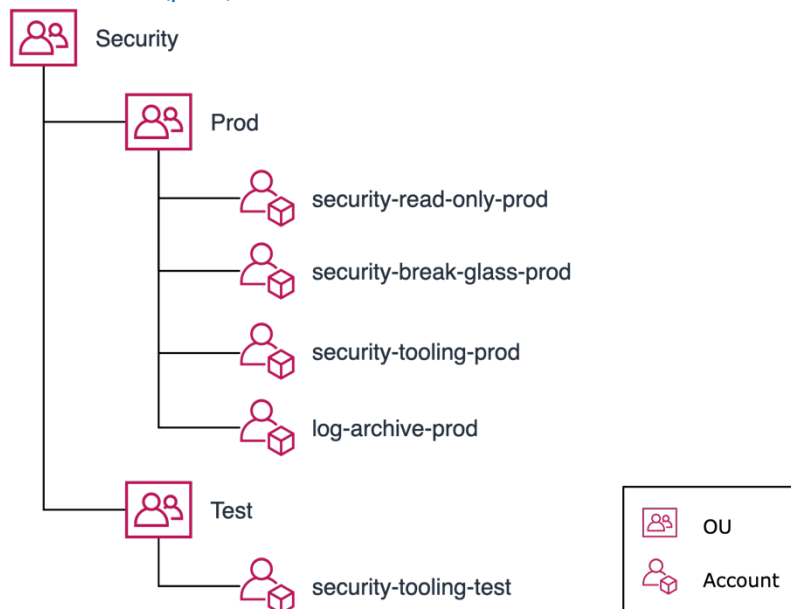 Security
Prod
security-read-only-prod
security-break-glass-prod
security-tooling-prod
log-archive-prod
Test
security-tooling-test
OU
Account